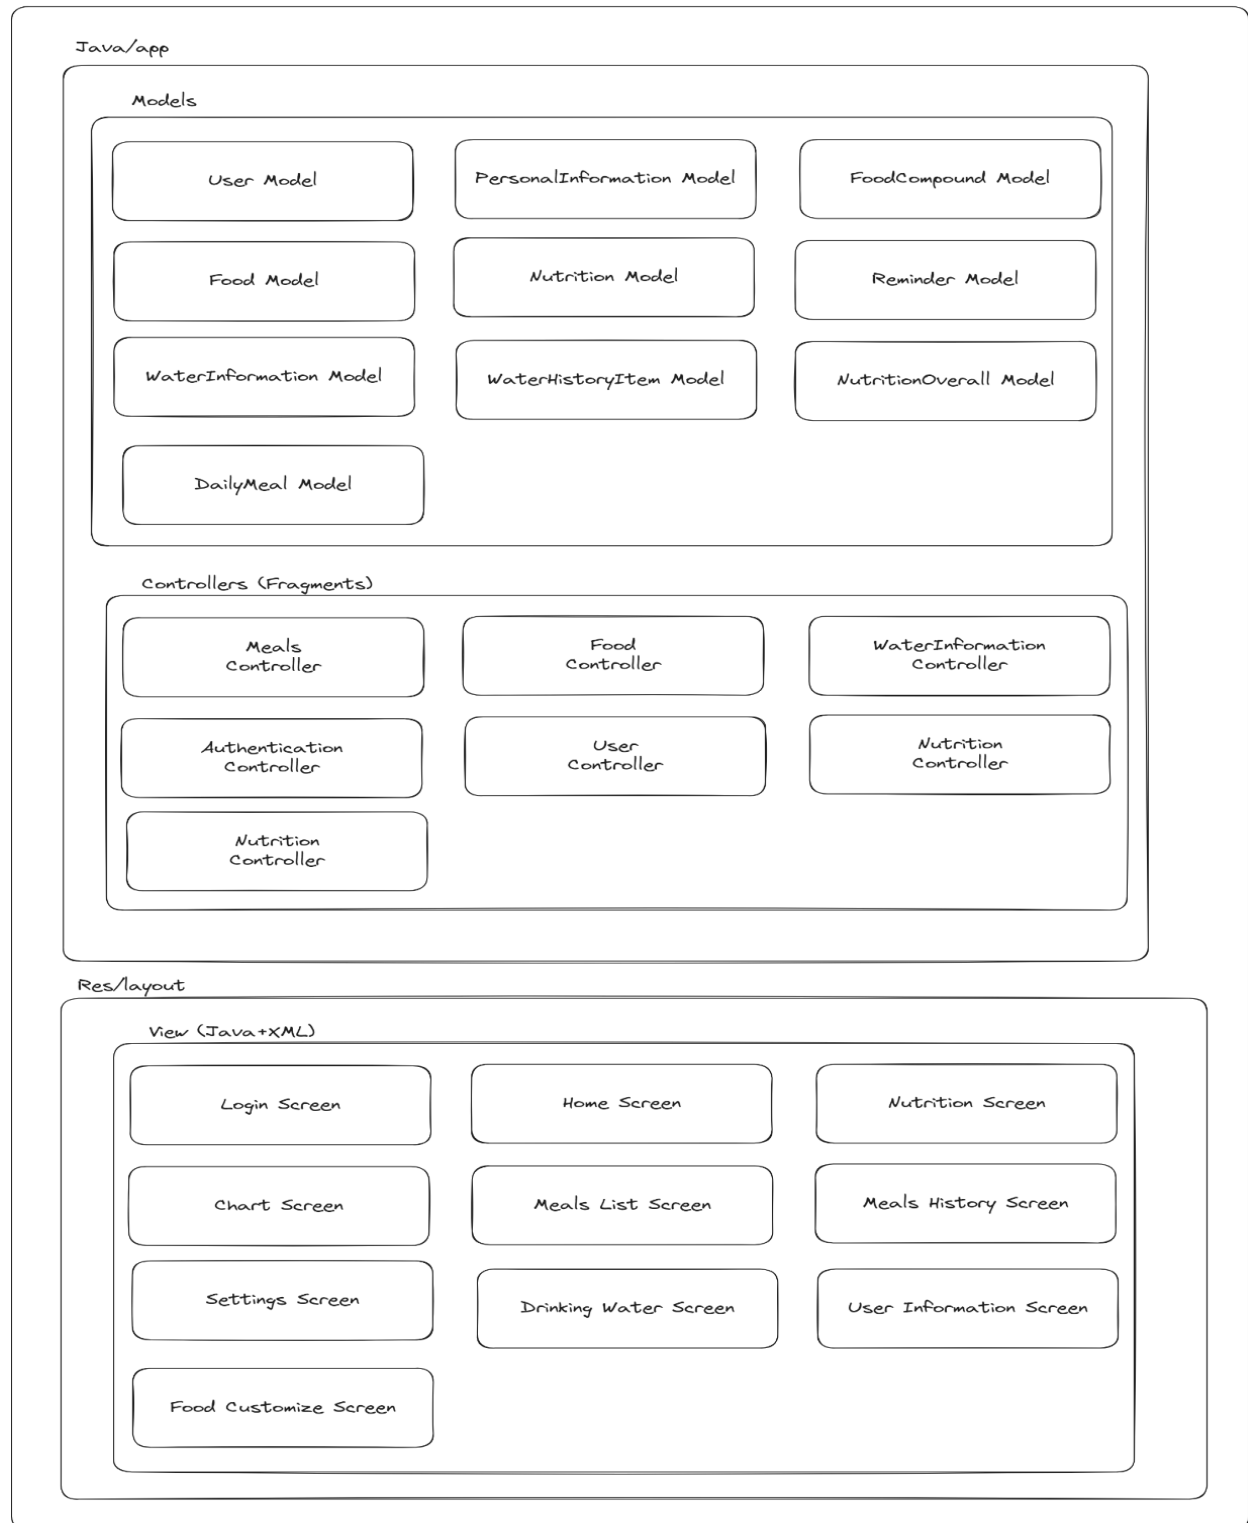 Java/app
Models
User Model
PersonalInformation Model
FoodCompound Model
Food Model
Nutrition Model
Reminder Model
WaterInformation Model
WaterHistoryItem Model
NutritionOverall Model
DailyMeal Model
Controllers (Fragments)
Meals
Controller
Food
Controller
WaterInformation
Controller
Authentication
Controller
User
Controller
Nutrition
Controller
Nutrition
Controller
Res/layout
View (Java+XML)
Login Screen
Home Screen
Nutrition Screen
Chart Screen
Meals List Screen
Meals History Screen
Settings Screen
Drinking Water Screen
User Information Screen
Food Customize Screen